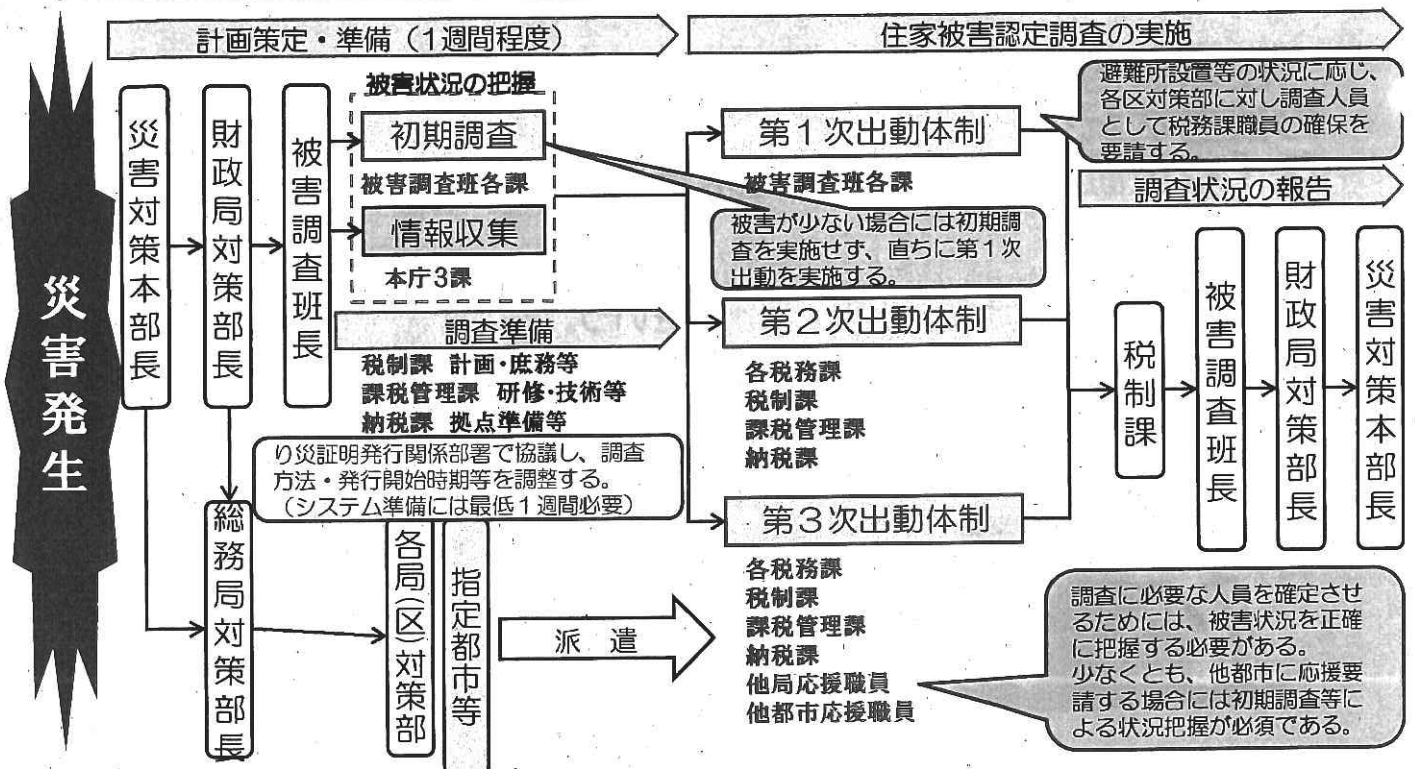 計画策定・準備（1週間程度）
住家被害認定調査の実施
災害発生
災害対策本部長
財政局対策部長
被害調査班長
被害状況の把握
初期調査
被害調査班各課
情報収集
本庁3課
調査準備
税制課 計画・庶務等
課税管理課 研修・技術等
納税課 拠点準備等
り災証明発行関係部署で協議し、調査
方法・発行開始時期等を調整する。
（システム準備には最低1週間必要）
総務局対策部長
各局（区）対策部
指定都市等
派遣
第1次出動体制
被害調査班各課
被害が少ない場合には初期調
査を実施せず、直ちに第1次
出動を実施する。
第2次出動体制
各税務課
税制課
課税管理課
納税課
第3次出動体制
各税務課
税制課
課税管理課
納税課
他局応援職員
他都市応援職員
避難所設置等の状況に応じ、
各区対策部に対し調査人員
として税務課職員の確保を
要請する。
調査状況の報告
税制課
被害調査班長
財政局対策部長
災害対策本部長
調査に必要な人員を確定させ
るためには、被害状況を正確
に把握する必要がある。
少なくとも、他都市に応援要
請する場合には初期調査等に
よる状況把握が必須である。